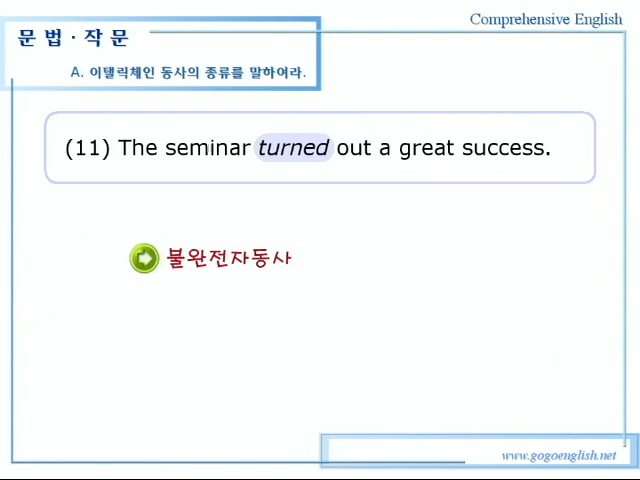 Comprehensive English
문 법 · 작 문
A. 이탤릭체인 동사의 종류를 말하여라.
(11) The seminar turned out a great success.
불완전자동사
www.gogoenglish.net